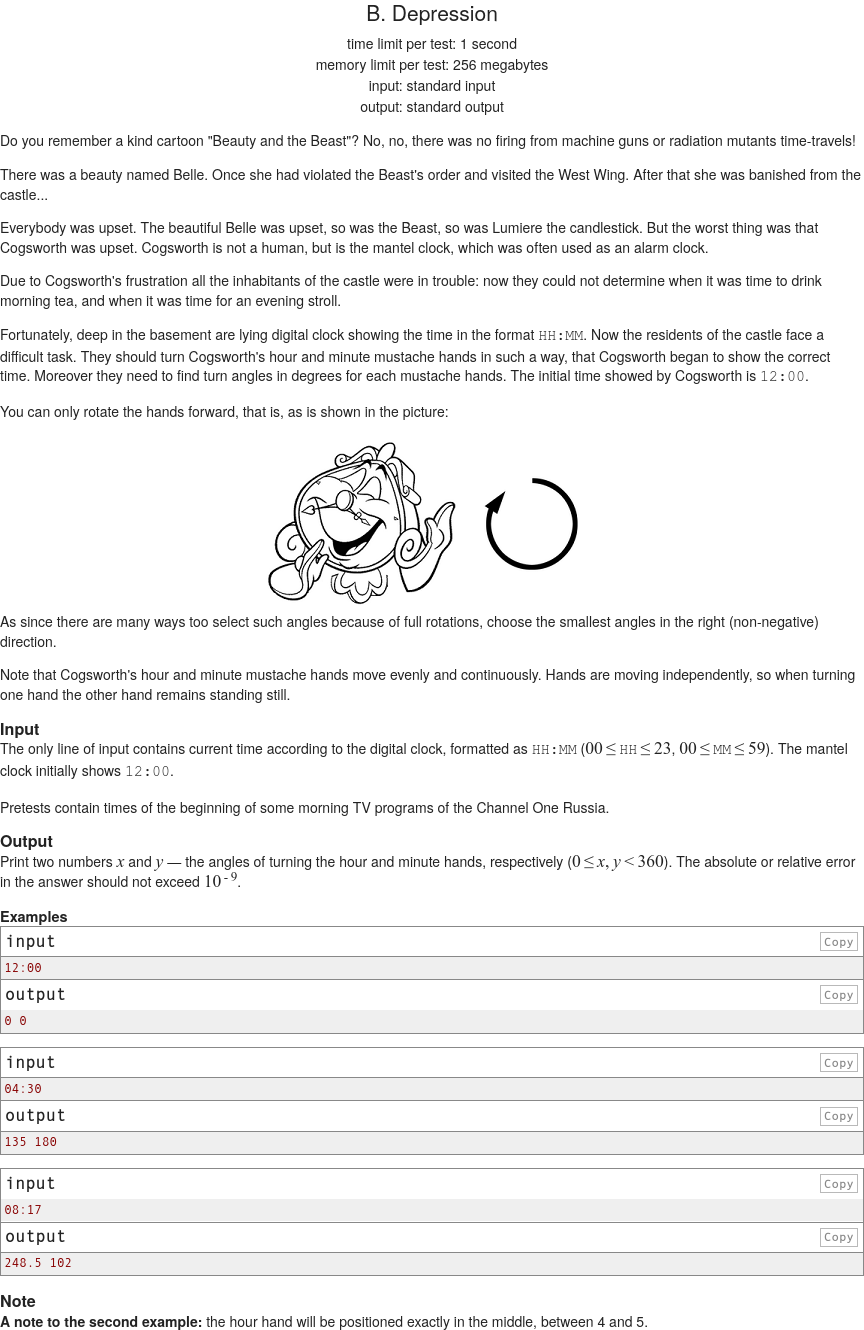 B. Depression
time limit per test: 1 second
memory limit per test: 256 megabytes
input: standard input
output: standard output
Do you remember a kind cartoon "Beauty and the Beast"? No, no, there was no firing from machine guns or radiation mutants time-travels!
There was a beauty named Belle. Once she had violated the Beast's order and visited the West Wing. After that she was banished from the
castle...
Everybody was upset. The beautiful Belle was upset, so was the Beast, so was Lumiere the candlestick. But the worst thing was that
Cogsworth was upset. Cogsworth is not a human, but is the mantel clock, which was often used as an alarm clock.
Due to Cogsworth's frustration all the inhabitants of the castle were in trouble: now they could not determine when it was time to drink
morning tea, and when it was time for an evening stroll.
Fortunately, deep in the basement are lying digital clock showing the time in the format HH:MM. Now the residents of the castle face a
difficult task. They should turn Cogsworth's hour and minute mustache hands in such a way, that Cogsworth began to show the correct
time. Moreover they need to find turn angles in degrees for each mustache hands. The initial time showed by Cogsworth is 12:00.
You can only rotate the hands forward, that is, as is shown in the picture:
As since there are many ways too select such angles because of full rotations, choose the smallest angles in the right (non-negative)
direction.
Note that Cogsworth's hour and minute mustache hands move evenly and continuously. Hands are moving independently, so when turning
one hand the other hand remains standing still.
Input
The only line of input contains current time according to the digital clock, formatted as HH:MM (00 ≤ HH ≤ 23, 00 ≤ MM ≤ 59). The mantel
clock initially shows 12:00.
Pretests contain times of the beginning of some morning TV programs of the Channel One Russia.
Output
Print two numbers x and y — the angles of turning the hour and minute hands, respectively (0 ≤ x, y < 360). The absolute or relative error
in the answer should not exceed 10^-9.
Examples
input Copy
12:00
output Copy
0 0
input Copy
04:30
output Copy
135 180
input Copy
08:17
output Copy
248.5 102
Note
A note to the second example: the hour hand will be positioned exactly in the middle, between 4 and 5.